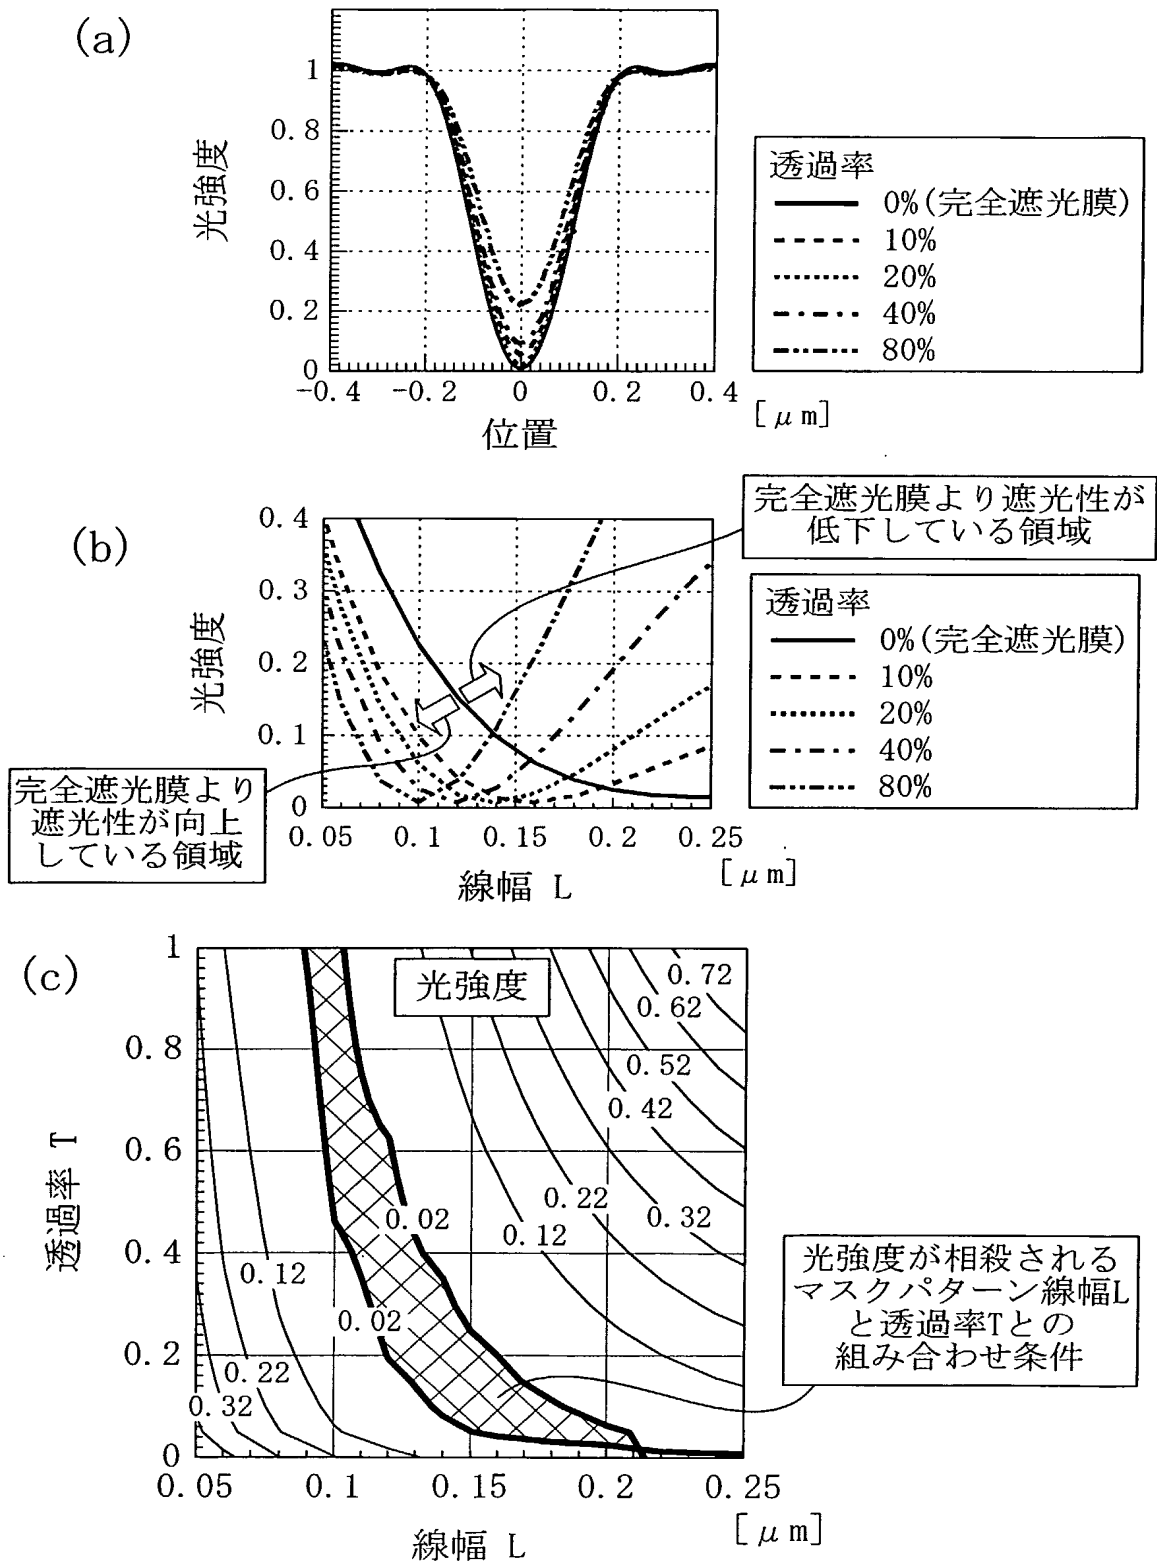 (a)
光強度
1
0.8
0.6
0.4
0.2
0
-0.4
-0.2
0
0.2
0.4
[μm]
位置
透過率
0%(完全遮光膜)
10%
20%
40%
80%
(b)
光強度
0.4
0.3
0.2
0.1
0
0.05
0.1
0.15
0.2
0.25
[μm]
線幅 L
完全遮光膜より遮光性が
低下している領域
透過率
0%(完全遮光膜)
10%
20%
40%
80%
完全遮光膜より
遮光性が向上
している領域
(c)
透過率 T
1
0.8
0.6
0.4
0.2
0
0.05
0.1
0.15
0.2
0.25
[μm]
線幅 L
光強度
0.72
0.62
0.52
0.42
0.32
0.22
0.12
0.02
0.02
0.12
0.22
0.32
光強度が相殺される
マスクパターン線幅L
と透過率Tとの
組み合わせ条件